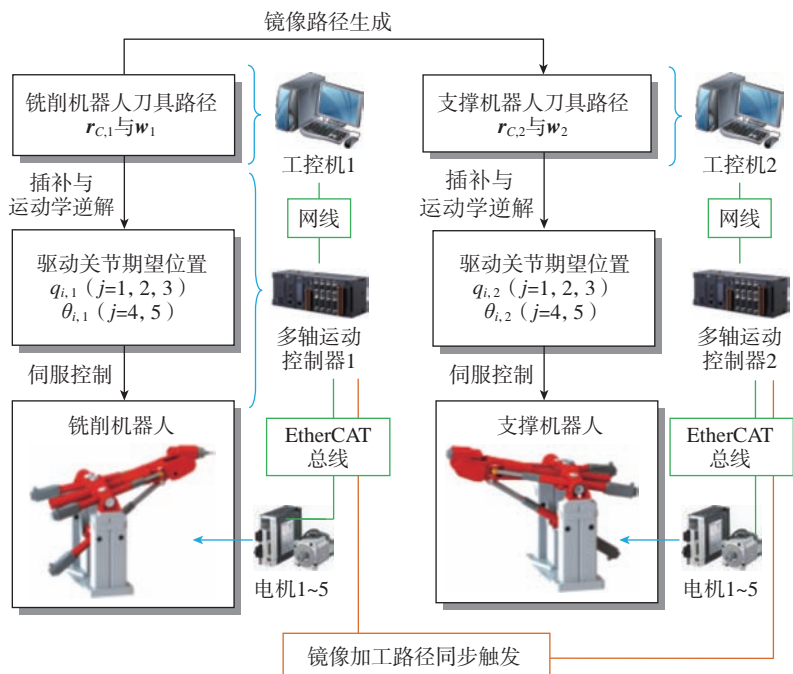 镜像路径生成
铣削机器人刀具路径
r_{C,1}与w_1
工控机1
插补与
运动学逆解
网线
驱动关节期望位置
q_{i,1}(j=1, 2, 3)
θ_{i,1}(j=4, 5)
多轴运动
控制器1
伺服控制
铣削机器人
EtherCAT
总线
电机1~5
支撑机器人刀具路径
r_{C,2}与w_2
工控机2
插补与
运动学逆解
网线
驱动关节期望位置
q_{i,2}(j=1, 2, 3)
θ_{i,2}(j=4, 5)
多轴运动
控制器2
伺服控制
支撑机器人
EtherCAT
总线
电机1~5
镜像加工路径同步触发